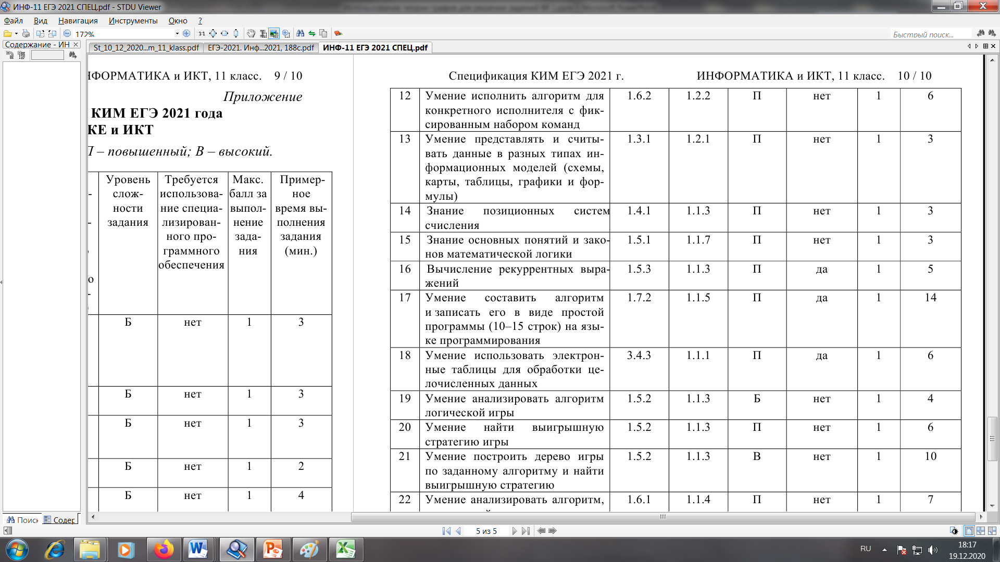 ИНФ-11 ЕГЭ 2021 СПЕЦ.pdf - STDU Viewer
Файл Вид Навигация Инструменты Окно ?
172% 1:1 Быстрый поиск...
Содержание - ИН
St_10_12_2020...m_11_klass.pdf ЕГЭ-2021. Инф...2021, 188с.pdf ИНФ-11 ЕГЭ 2021 СПЕЦ.pdf
НФОРМАТИКА и ИКТ, 11 класс. 9 / 10
Приложение
КИМ ЕГЭ 2021 года
КЕ и ИКТ
П – повышенный; В – высокий.
Уровень слож-
ности
задания
Требуется
использова-
ние специа-
лизирован-
ного про-
граммного
обеспечения
Макс.
балл за
выпол-
нение
зада-
ния
Пример-
ное
время вы-
полнения
задания
(мин.)
о
Б нет 1 3
Б нет 1 3
Б нет 1 3
Б нет 1 2
Б нет 1 4
Спецификация КИМ ЕГЭ 2021 г. ИНФОРМАТИКА и ИКТ, 11 класс. 10 / 10
12 Умение исполнить алгоритм для 1.6.2 1.2.2 П нет 1 6
конкретного исполнителя с фик-
сированным набором команд
13 Умение представлять и считы- 1.3.1 1.2.1 П нет 1 3
вать данные в разных типах ин-
формационных моделей (схемы,
карты, таблицы, графики и фор-
мулы)
14 Знание позиционных систем 1.4.1 1.1.3 П нет 1 3
счисления
15 Знание основных понятий и зако- 1.5.1 1.1.7 П нет 1 3
нов математической логики
16 Вычисление рекуррентных выра- 1.5.3 1.1.3 П да 1 5
жений
17 Умение составить алгоритм 1.7.2 1.1.5 П да 1 14
и записать его в виде простой
программы (10–15 строк) на язы-
ке программирования
18 Умение использовать электрон- 3.4.3 1.1.1 П да 1 6
ные таблицы для обработки це-
лочисленных данных
19 Умение анализировать алгоритм 1.5.2 1.1.3 Б нет 1 4
логической игры
20 Умение найти выигрышную 1.5.2 1.1.3 П нет 1 6
стратегию игры
21 Умение построить дерево игры 1.5.2 1.1.3 В нет 1 10
по заданному алгоритму и найти
выигрышную стратегию
22 Умение анализировать алгоритм, 1.6.1 1.1.4 П нет 1 7
Поиск Содер
5 из 5
RU 18:17
19.12.2020